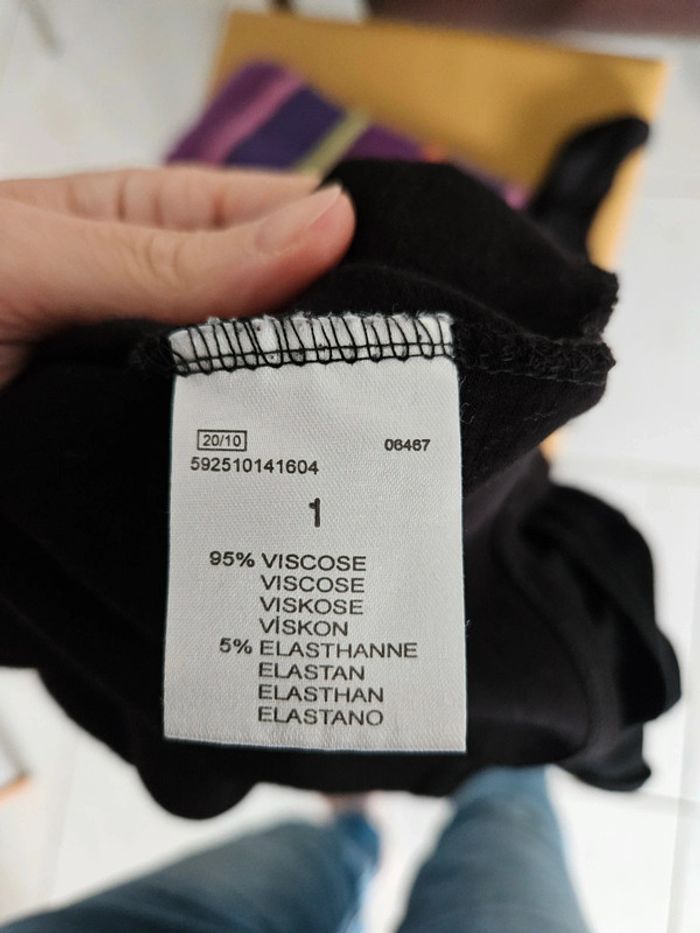 20/10 06467
592510141604
1
95% VISCOSE
VISCOSE
VISKOSE
VİSKON
5% ELASTHANNE
ELASTAN
ELASTHAN
ELASTANO